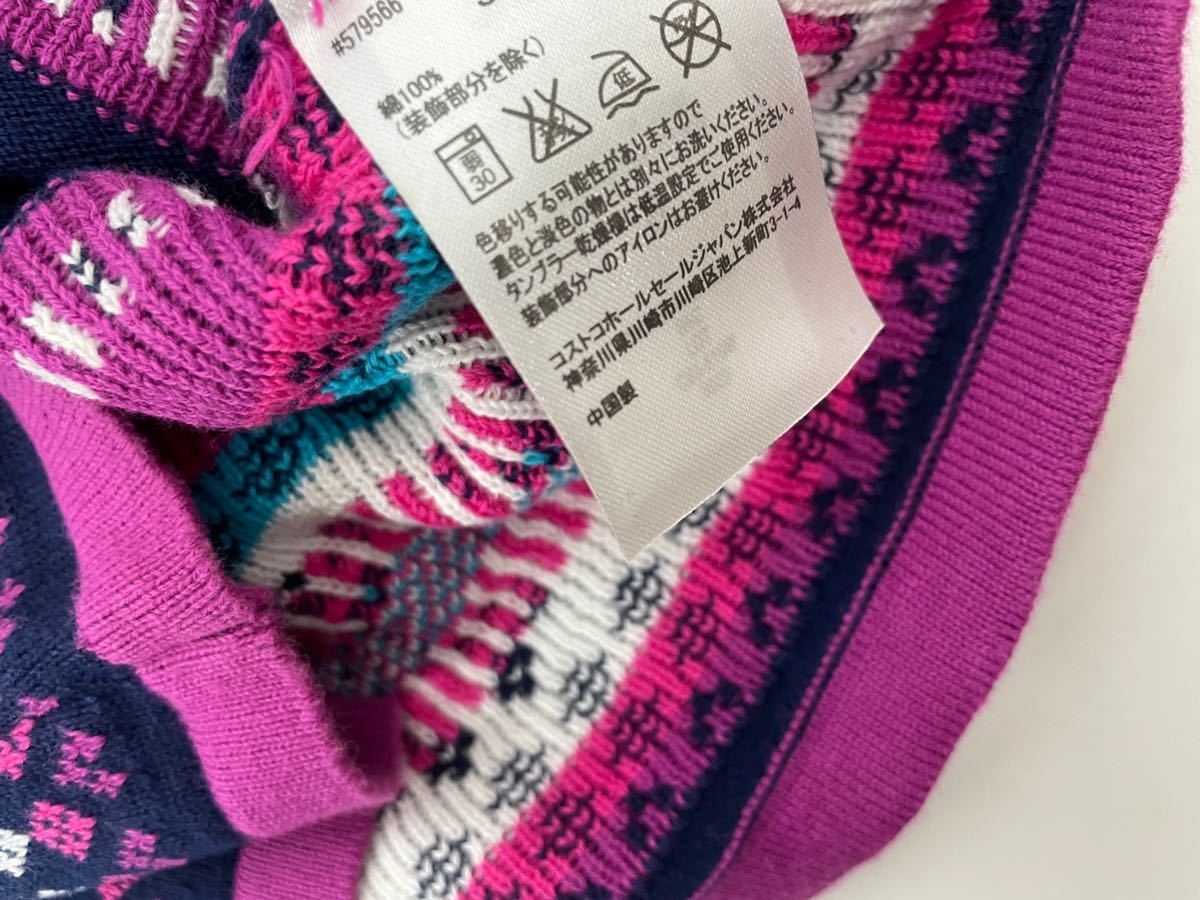 #579566
綿100%
(装飾部分を除く)
弱
30
低
色移りする可能性がありますので
濃色と淡色の物とは別々にお洗いください。
タンブラー乾燥機は低温設定でご使用ください。
装飾部分へのアイロンはお避けください。
コストコホールセールジャパン株式会社
神奈川県川崎市川崎区池上新町3-1-4
中国製